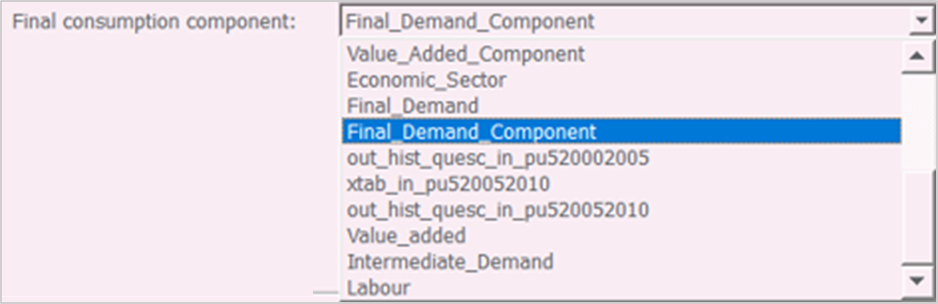 Final consumption component: Final_Demand_Component
Value_Added_Component
Economic_Sector
Final_Demand
Final_Demand_Component
out_hist_quesc_in_pu520002005
xtab_in_pu520052010
out_hist_quesc_in_pu520052010
Value_added
Intermediate_Demand
Labour